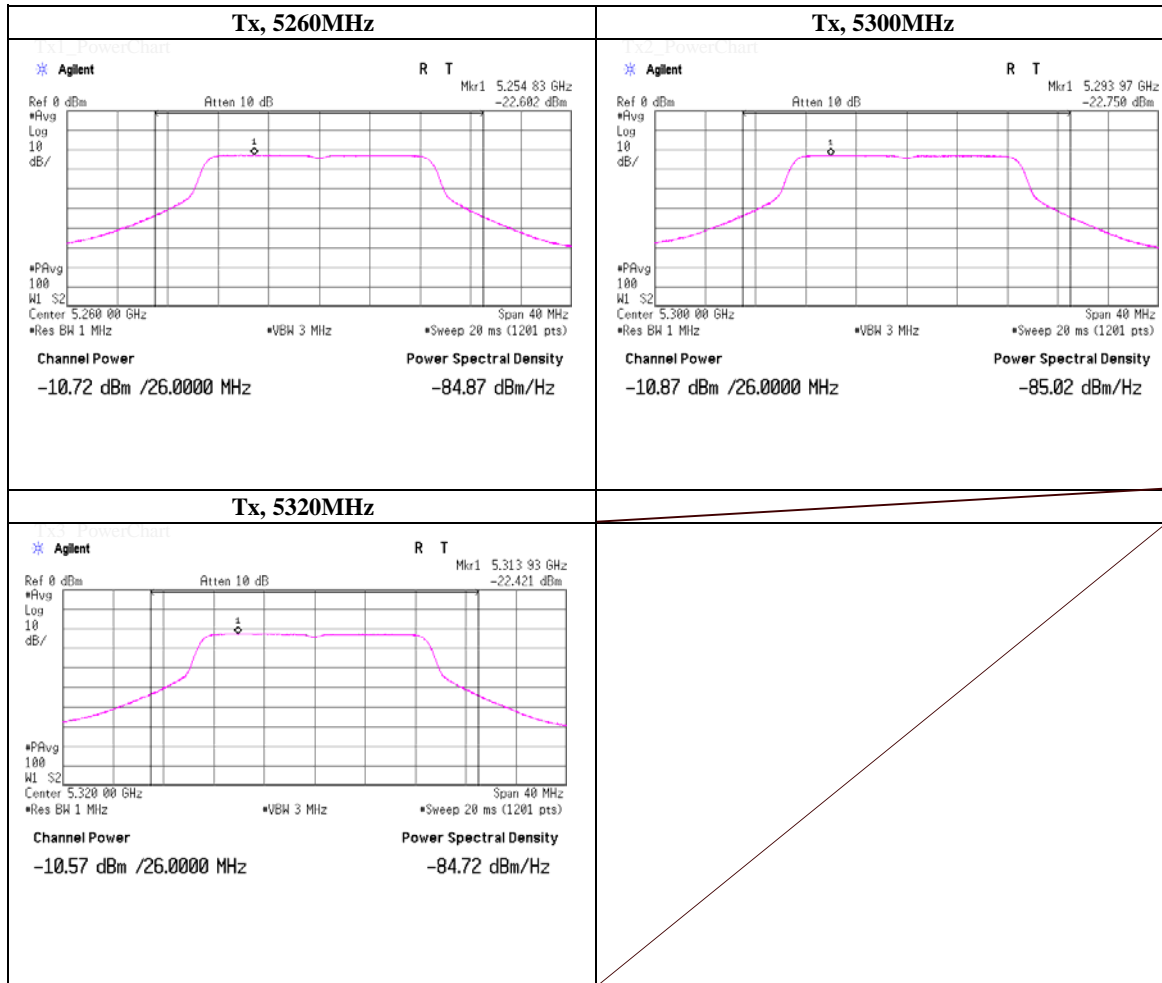 Tx, 5260MHz
Tx1_PowerChart
Agilent
R T
Mkr1 5.254 83 GHz
Ref 0 dBm
Atten 10 dB
-22.602 dBm
#Avg
Log
10
dB/
1
#PAvg
100
W1 S2
Center 5.260 00 GHz
Span 40 MHz
#Res BW 1 MHz
#VBW 3 MHz
#Sweep 20 ms (1201 pts)
Channel Power
Power Spectral Density
-10.72 dBm /26.0000 MHz
-84.87 dBm/Hz
Tx, 5300MHz
Tx2_PowerChart
Agilent
R T
Mkr1 5.293 97 GHz
Ref 0 dBm
Atten 10 dB
-22.750 dBm
#Avg
Log
10
dB/
1
#PAvg
100
W1 S2
Center 5.300 00 GHz
Span 40 MHz
#Res BW 1 MHz
#VBW 3 MHz
#Sweep 20 ms (1201 pts)
Channel Power
Power Spectral Density
-10.87 dBm /26.0000 MHz
-85.02 dBm/Hz
Tx, 5320MHz
Tx3_PowerChart
Agilent
R T
Mkr1 5.313 93 GHz
Ref 0 dBm
Atten 10 dB
-22.421 dBm
#Avg
Log
10
dB/
1
#PAvg
100
W1 S2
Center 5.320 00 GHz
Span 40 MHz
#Res BW 1 MHz
#VBW 3 MHz
#Sweep 20 ms (1201 pts)
Channel Power
Power Spectral Density
-10.57 dBm /26.0000 MHz
-84.72 dBm/Hz